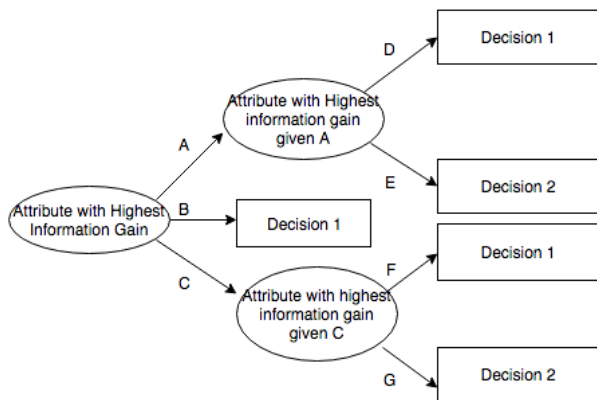 D
Decision 1
Attribute with Highest
information gain
given A
A
E
Decision 2
Attribute with Highest
Information Gain
B
Decision 1
C
F
Decision 1
Attribute with highest
information gain
given C
G
Decision 2